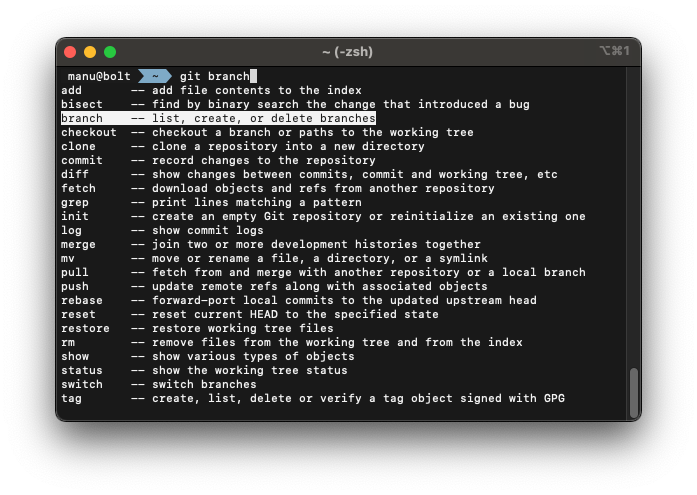 ~ (-zsh)
⌥⌘1
manu@bolt ~ git branch
add -- add file contents to the index
bisect -- find by binary search the change that introduced a bug
branch -- list, create, or delete branches
checkout -- checkout a branch or paths to the working tree
clone -- clone a repository into a new directory
commit -- record changes to the repository
diff -- show changes between commits, commit and working tree, etc
fetch -- download objects and refs from another repository
grep -- print lines matching a pattern
init -- create an empty Git repository or reinitialize an existing one
log -- show commit logs
merge -- join two or more development histories together
mv -- move or rename a file, a directory, or a symlink
pull -- fetch from and merge with another repository or a local branch
push -- update remote refs along with associated objects
rebase -- forward-port local commits to the updated upstream head
reset -- reset current HEAD to the specified state
restore -- restore working tree files
rm -- remove files from the working tree and from the index
show -- show various types of objects
status -- show the working tree status
switch -- switch branches
tag -- create, list, delete or verify a tag object signed with GPG